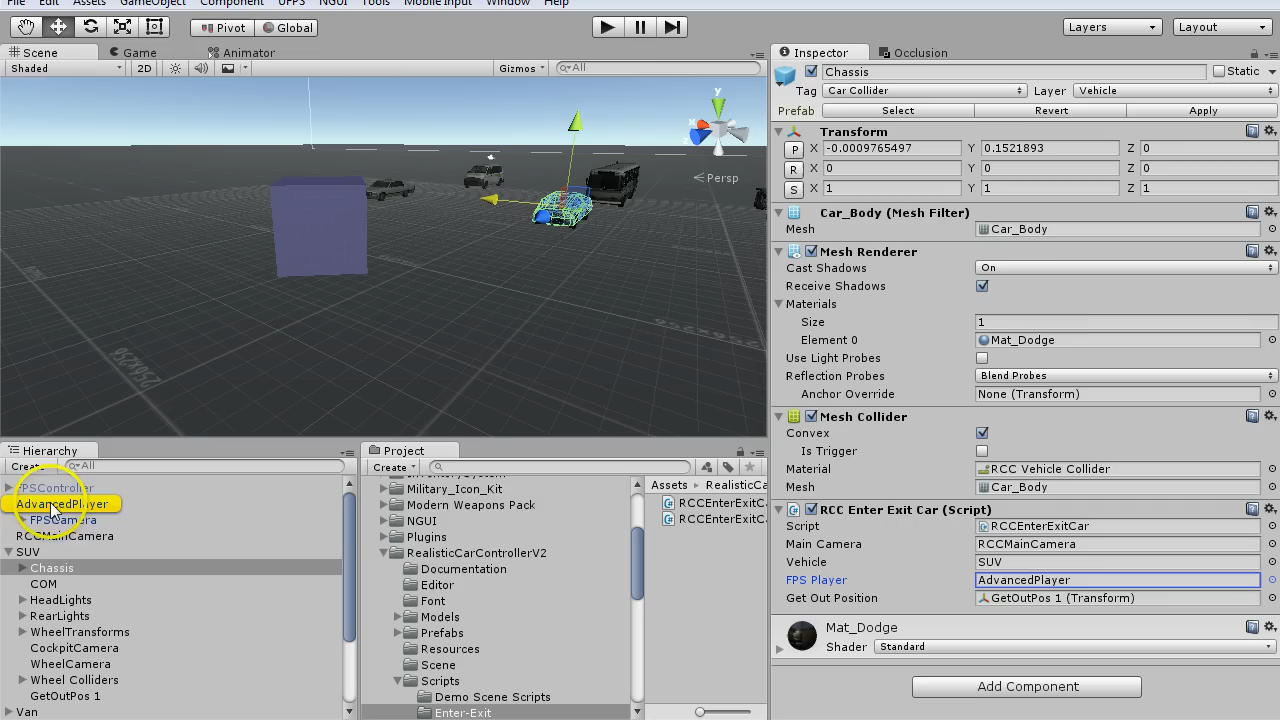 File Edit Assets GameObject Component UFPS NGUI Tools Mobile Input Window Help
Pivot Global Layers Layout
Scene Game Animator
Shaded 2D Gizmos All
y
Persp
256x256
Hierarchy
Create All
FPSController
AdvancedPlayer
FPSCamera
RCCMainCamera
SUV
Chassis
COM
HeadLights
RearLights
WheelTransforms
CockpitCamera
WheelCamera
Wheel Colliders
GetOutPos 1
Van
Project
Create
Military_Icon_Kit
Modern Weapons Pack
NGUI
Plugins
RealisticCarControllerV2
Documentation
Editor
Font
Models
Prefabs
Resources
Scene
Scripts
Demo Scene Scripts
Enter-Exit
Assets RealisticCa
RCCEnterExitCa
RCCEnterExitC
Inspector Occlusion
Chassis Static
Tag Car Collider Layer Vehicle
Prefab Select Revert Apply
Transform
P X -0.0009765497 Y 0.1521893 Z 0
R X 0 Y 0 Z 0
S X 1 Y 1 Z 1
Car_Body (Mesh Filter)
Mesh Car_Body
Mesh Renderer
Cast Shadows On
Receive Shadows
Materials
Size 1
Element 0 Mat_Dodge
Use Light Probes
Reflection Probes Blend Probes
Anchor Override None (Transform)
Mesh Collider
Convex
Is Trigger
Material RCC Vehicle Collider
Mesh Car_Body
RCC Enter Exit Car (Script)
Script RCCEnterExitCar
Main Camera RCCMainCamera
Vehicle SUV
FPS Player AdvancedPlayer
Get Out Position GetOutPos 1 (Transform)
Mat_Dodge
Shader Standard
Add Component